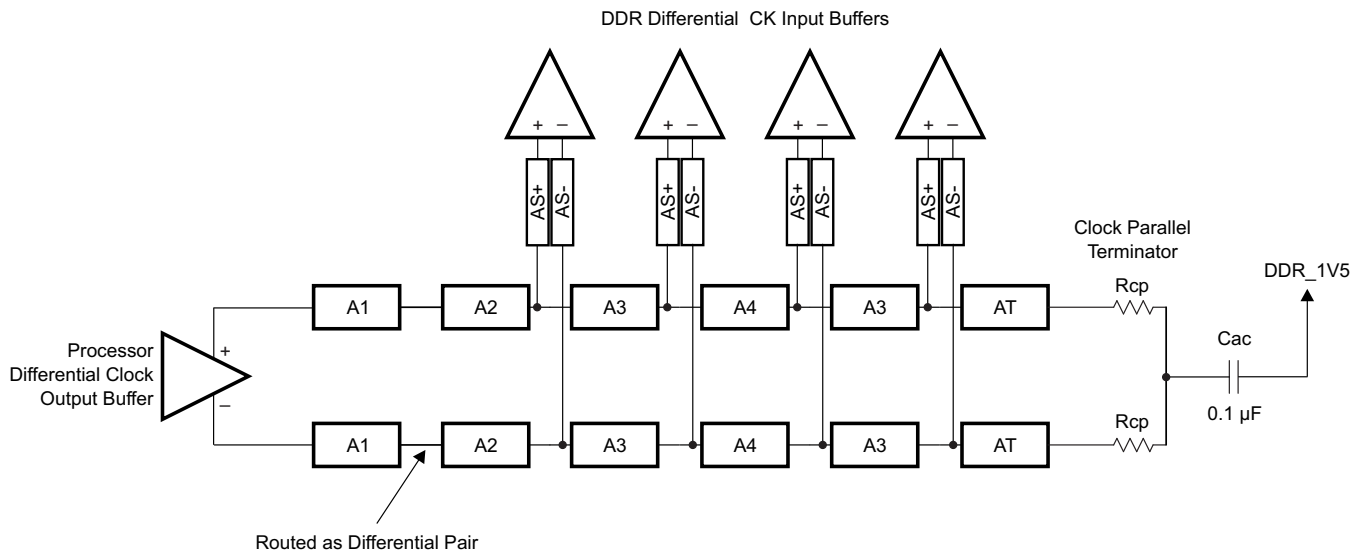 DDR Differential CK Input Buffers
+ –
+ –
+ –
+ –
AS+
AS-
AS+
AS-
AS+
AS-
AS+
AS-
Clock Parallel
Terminator
DDR_1V5
A1
A2
A3
A4
A3
AT
Rcp
Processor
Differential Clock
Output Buffer
+
–
Cac
0.1 µF
A1
A2
A3
A4
A3
AT
Rcp
Routed as Differential Pair